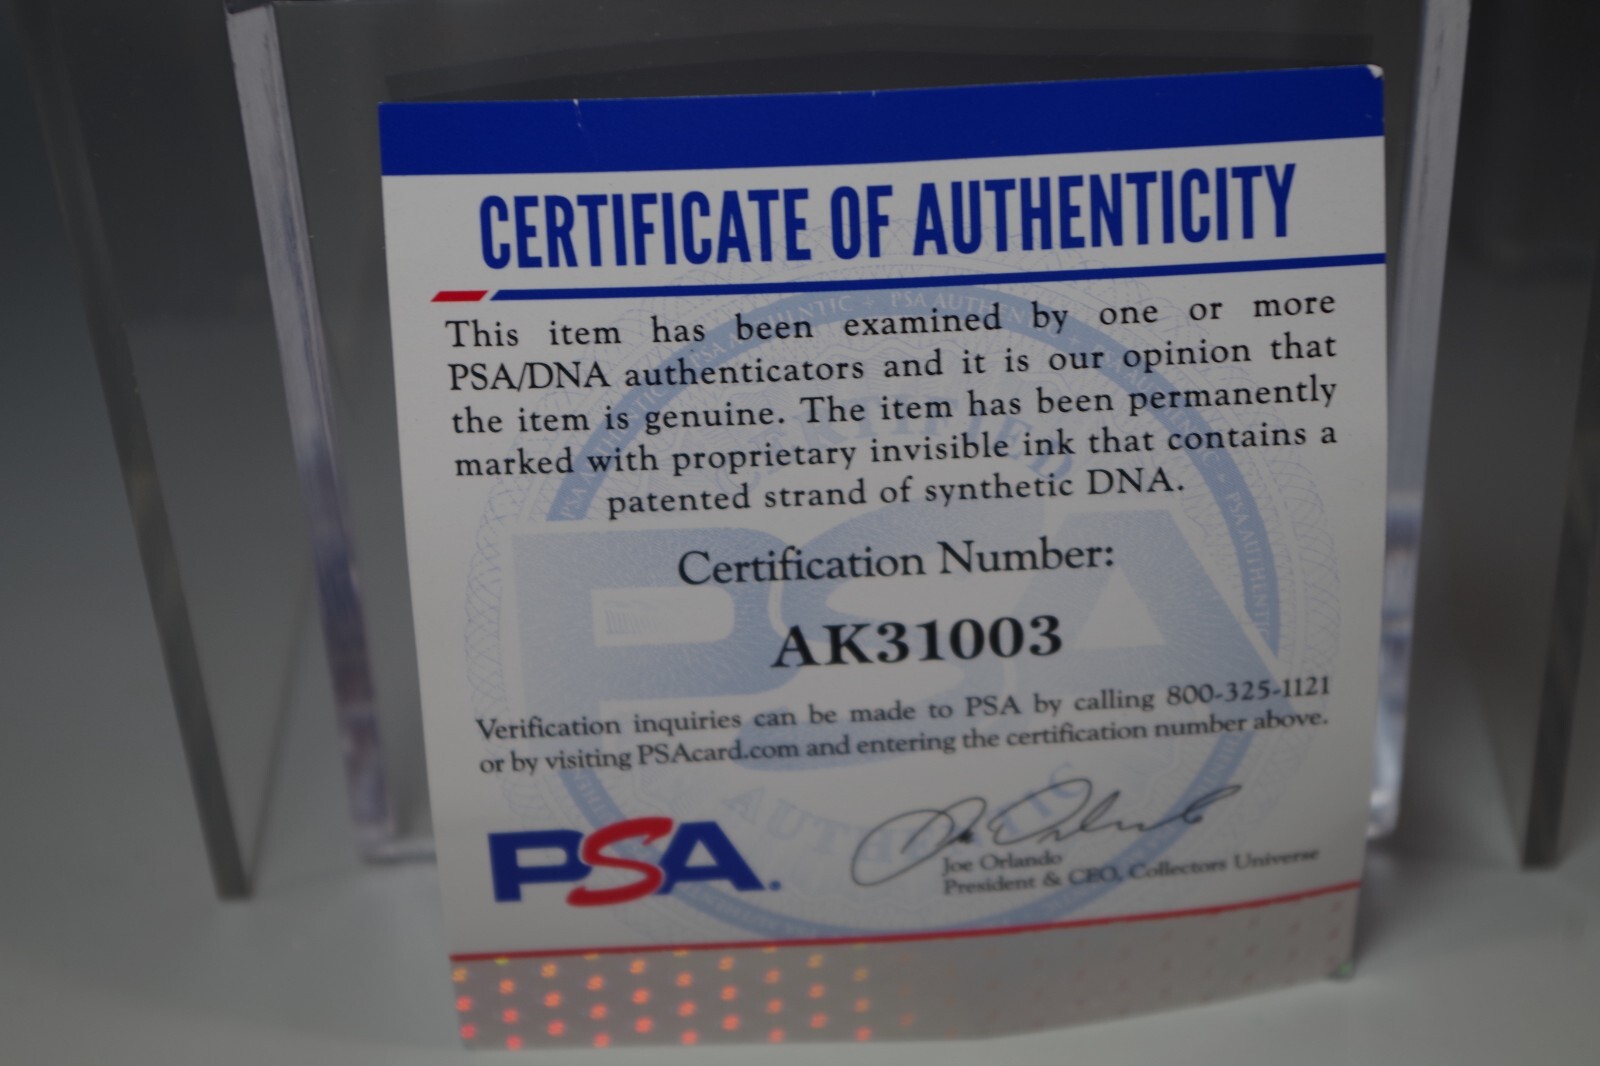 CERTIFICATE OF AUTHENTICITY
This item has been examined by one or more
PSA/DNA authenticators and it is our opinion that
the item is genuine. The item has been permanently
marked with proprietary invisible ink that contains a
patented strand of synthetic DNA.
Certification Number:
AK31003
Verification inquiries can be made to PSA by calling 800-325-1121
or by visiting PSAcard.com and entering the certification number above.
PSA.
Joe Orlando
President & CEO, Collectors Universe
CERTIFIED
PSA
AUTHENTIC